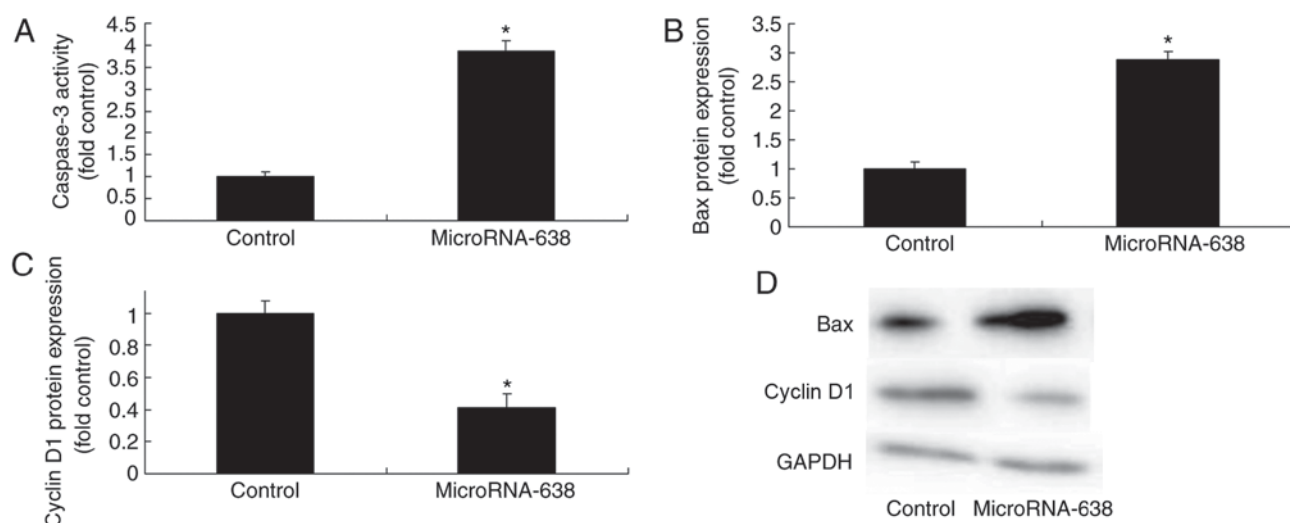 A
Caspase-3 activity
(fold control)
4.5
4
3.5
3
2.5
2
1.5
1
0.5
0
*
Control
MicroRNA-638
B
Bax protein expression
(fold control)
3.5
3
2.5
2
1.5
1
0.5
0
*
Control
MicroRNA-638
C
Cyclin D1 protein expression
(fold control)
1
0.8
0.6
0.4
0.2
0
*
Control
MicroRNA-638
D
Bax
Cyclin D1
GAPDH
Control MicroRNA-638